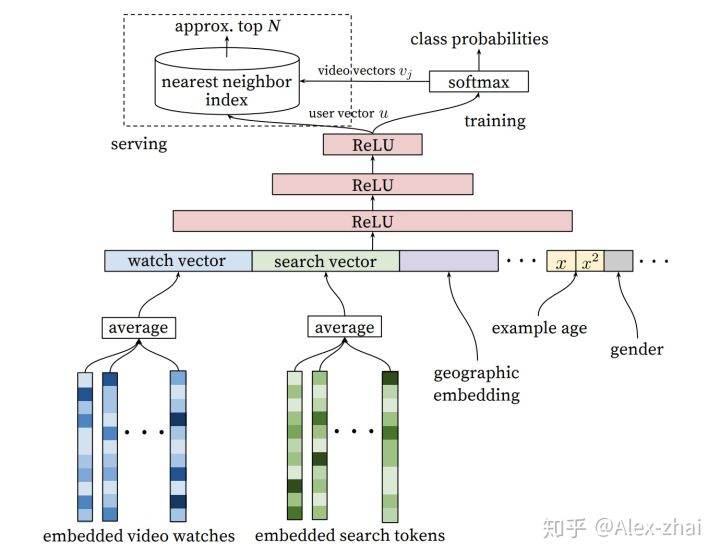 approx. top N
class probabilities
nearest neighbor
index
video vectors vj
softmax
user vector u
training
serving
ReLU
ReLU
ReLU
watch vector
search vector
x
x²
average
average
example age
gender
geographic
embedding
embedded video watches
embedded search tokens
知乎 @Alex-zhai